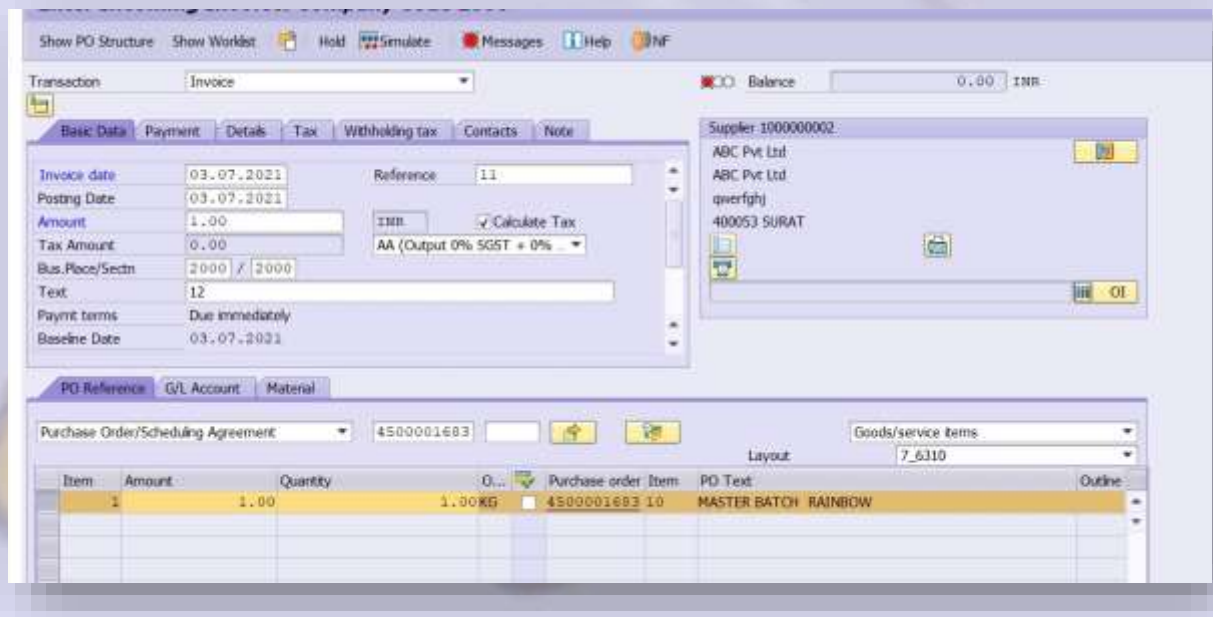 Show PO Structure Show Worklist Hold Simulate Messages Help NF
Transaction Invoice Balance 0.00 INR
Basic Data Payment Details Tax Withholding tax Contacts Note
Invoice date 03.07.2021 Reference 11
Posting Date 03.07.2021
Amount 1.00 INR Calculate Tax
Tax Amount 0.00 AA (Output 0% SGST + 0% ..
Bus.Place/Sectn 2000 / 2000
Text 12
Paymt terms Due immediately
Baseline Date 03.07.2021
Supplier 1000000002
ABC Pvt Ltd
ABC Pvt Ltd
qwerfghj
400053 SURAT
OI
PO Reference G/L Account Material
Purchase Order/Scheduling Agreement 4500001683 Goods/service items
Layout 7_6310
Item Amount Quantity O... Purchase order Item PO Text Outline
1 1.00 1.00 KG 4500001683 10 MASTER BATCH RAINBOW